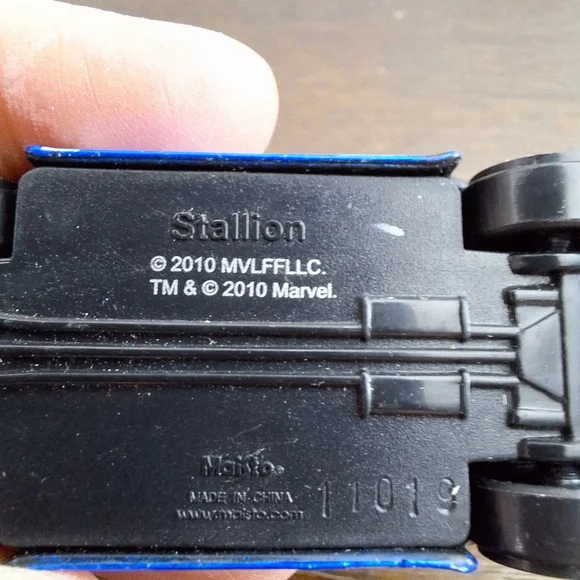 Stallion
© 2010 MVLFFLLC.
TM & © 2010 Marvel.
Maisto®
MADE IN CHINA
www.maisto.com
11019